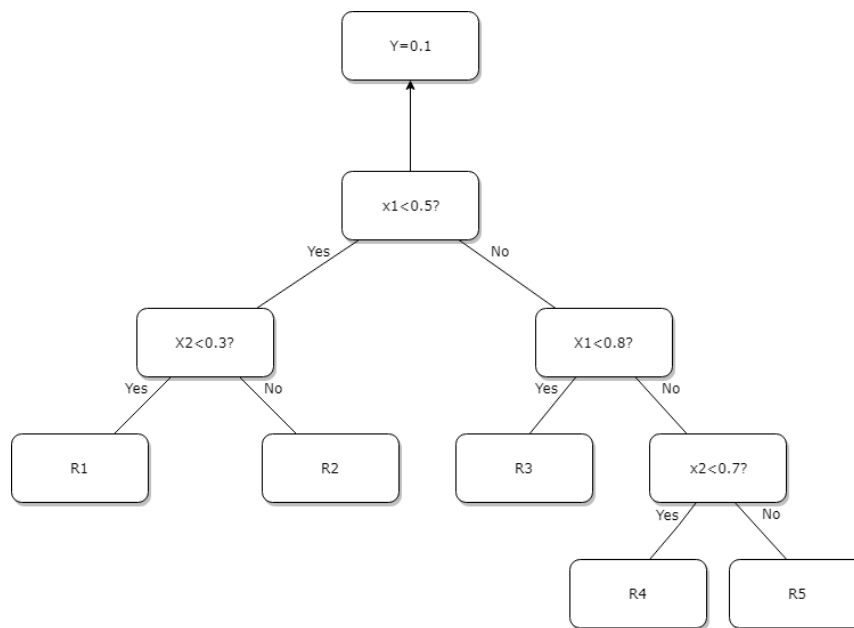 Y=0.1
x1<0.5?
Yes
No
X2<0.3?
X1<0.8?
Yes
No
Yes
No
R1
R2
R3
x2<0.7?
Yes
No
R4
R5